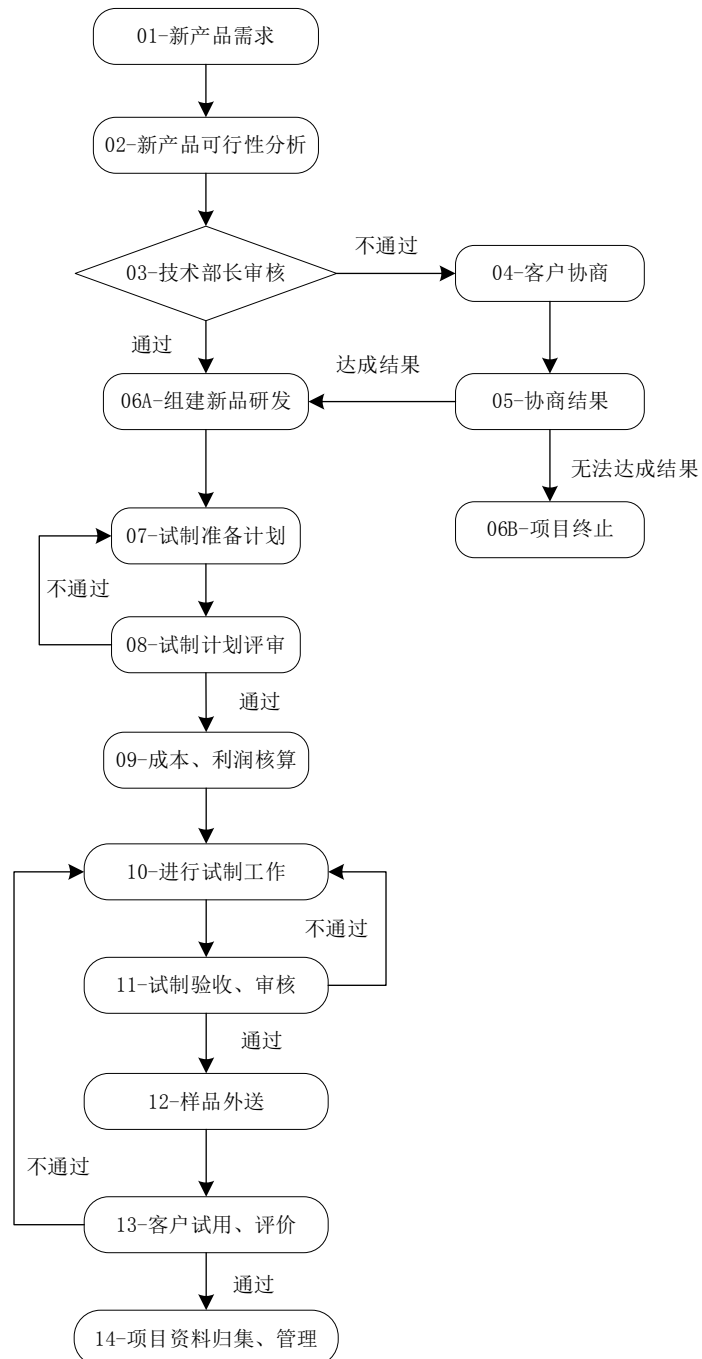 01-新产品需求
02-新产品可行性分析
不通过
03-技术部长审核
04-客户协商
通过
达成结果
06A-组建新品研发
05-协商结果
无法达成结果
07-试制准备计划
06B-项目终止
不通过
08-试制计划评审
通过
09-成本、利润核算
10-进行试制工作
不通过
11-试制验收、审核
通过
12-样品外送
不通过
13-客户试用、评价
通过
14-项目资料归集、管理